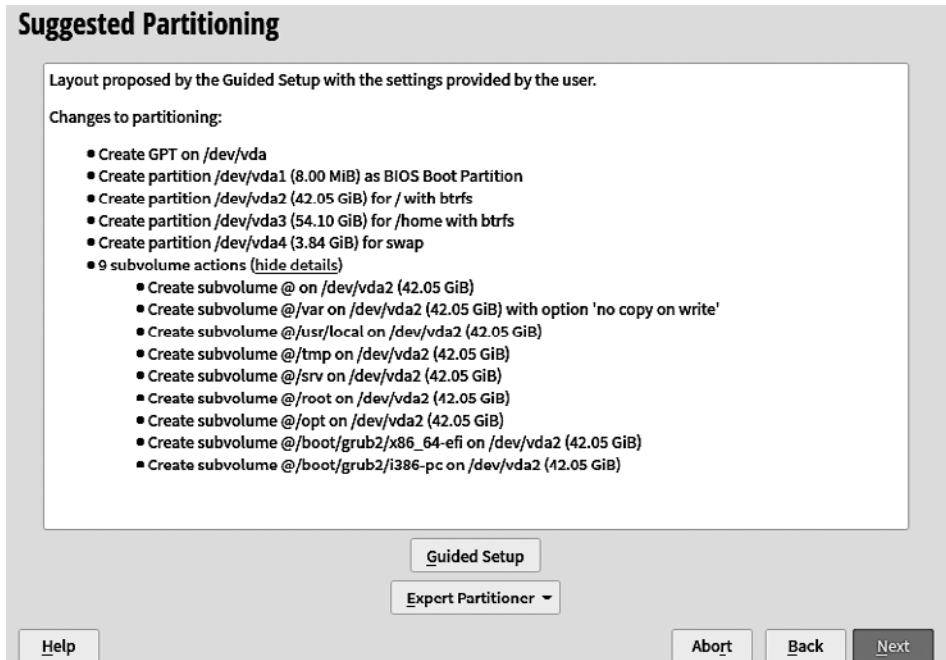 Suggested Partitioning
Layout proposed by the Guided Setup with the settings provided by the user.
Changes to partitioning:
● Create GPT on /dev/vda
● Create partition /dev/vda1 (8.00 MiB) as BIOS Boot Partition
● Create partition /dev/vda2 (42.05 GiB) for / with btrfs
● Create partition /dev/vda3 (54.10 GiB) for /home with btrfs
● Create partition /dev/vda4 (3.84 GiB) for swap
● 9 subvolume actions (hide details)
● Create subvolume @ on /dev/vda2 (42.05 GiB)
● Create subvolume @/var on /dev/vda2 (42.05 GiB) with option 'no copy on write'
● Create subvolume @/usr/local on /dev/vda2 (42.05 GiB)
● Create subvolume @/tmp on /dev/vda2 (42.05 GiB)
● Create subvolume @/srv on /dev/vda2 (42.05 GiB)
● Create subvolume @/root on /dev/vda2 (42.05 GiB)
● Create subvolume @/opt on /dev/vda2 (42.05 GiB)
● Create subvolume @/boot/grub2/x86_64-efi on /dev/vda2 (42.05 GiB)
● Create subvolume @/boot/grub2/i386-pc on /dev/vda2 (42.05 GiB)
Guided Setup
Expert Partitioner
Help
Abort
Back
Next